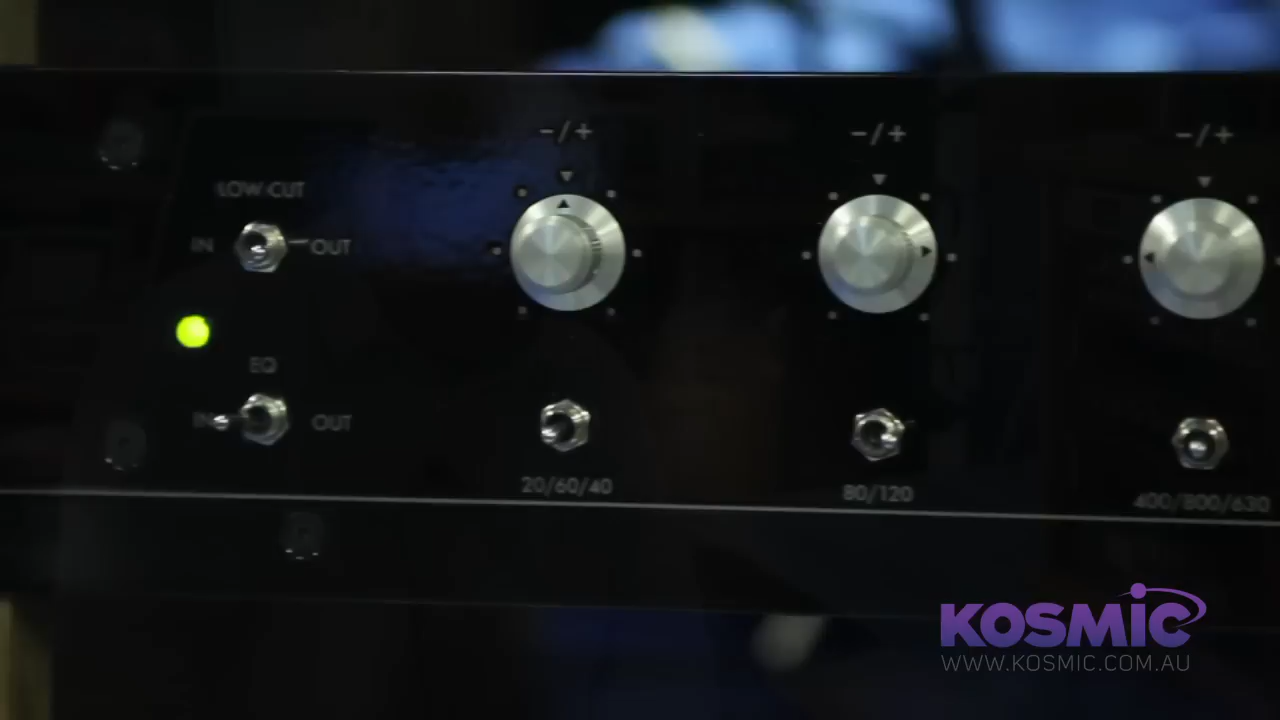 -/+
-/+
-/+
LOW CUT
IN
OUT
EQ
IN
OUT
20/60/40
80/120
400/800/630
KOSMIC
WWW.KOSMIC.COM.AU